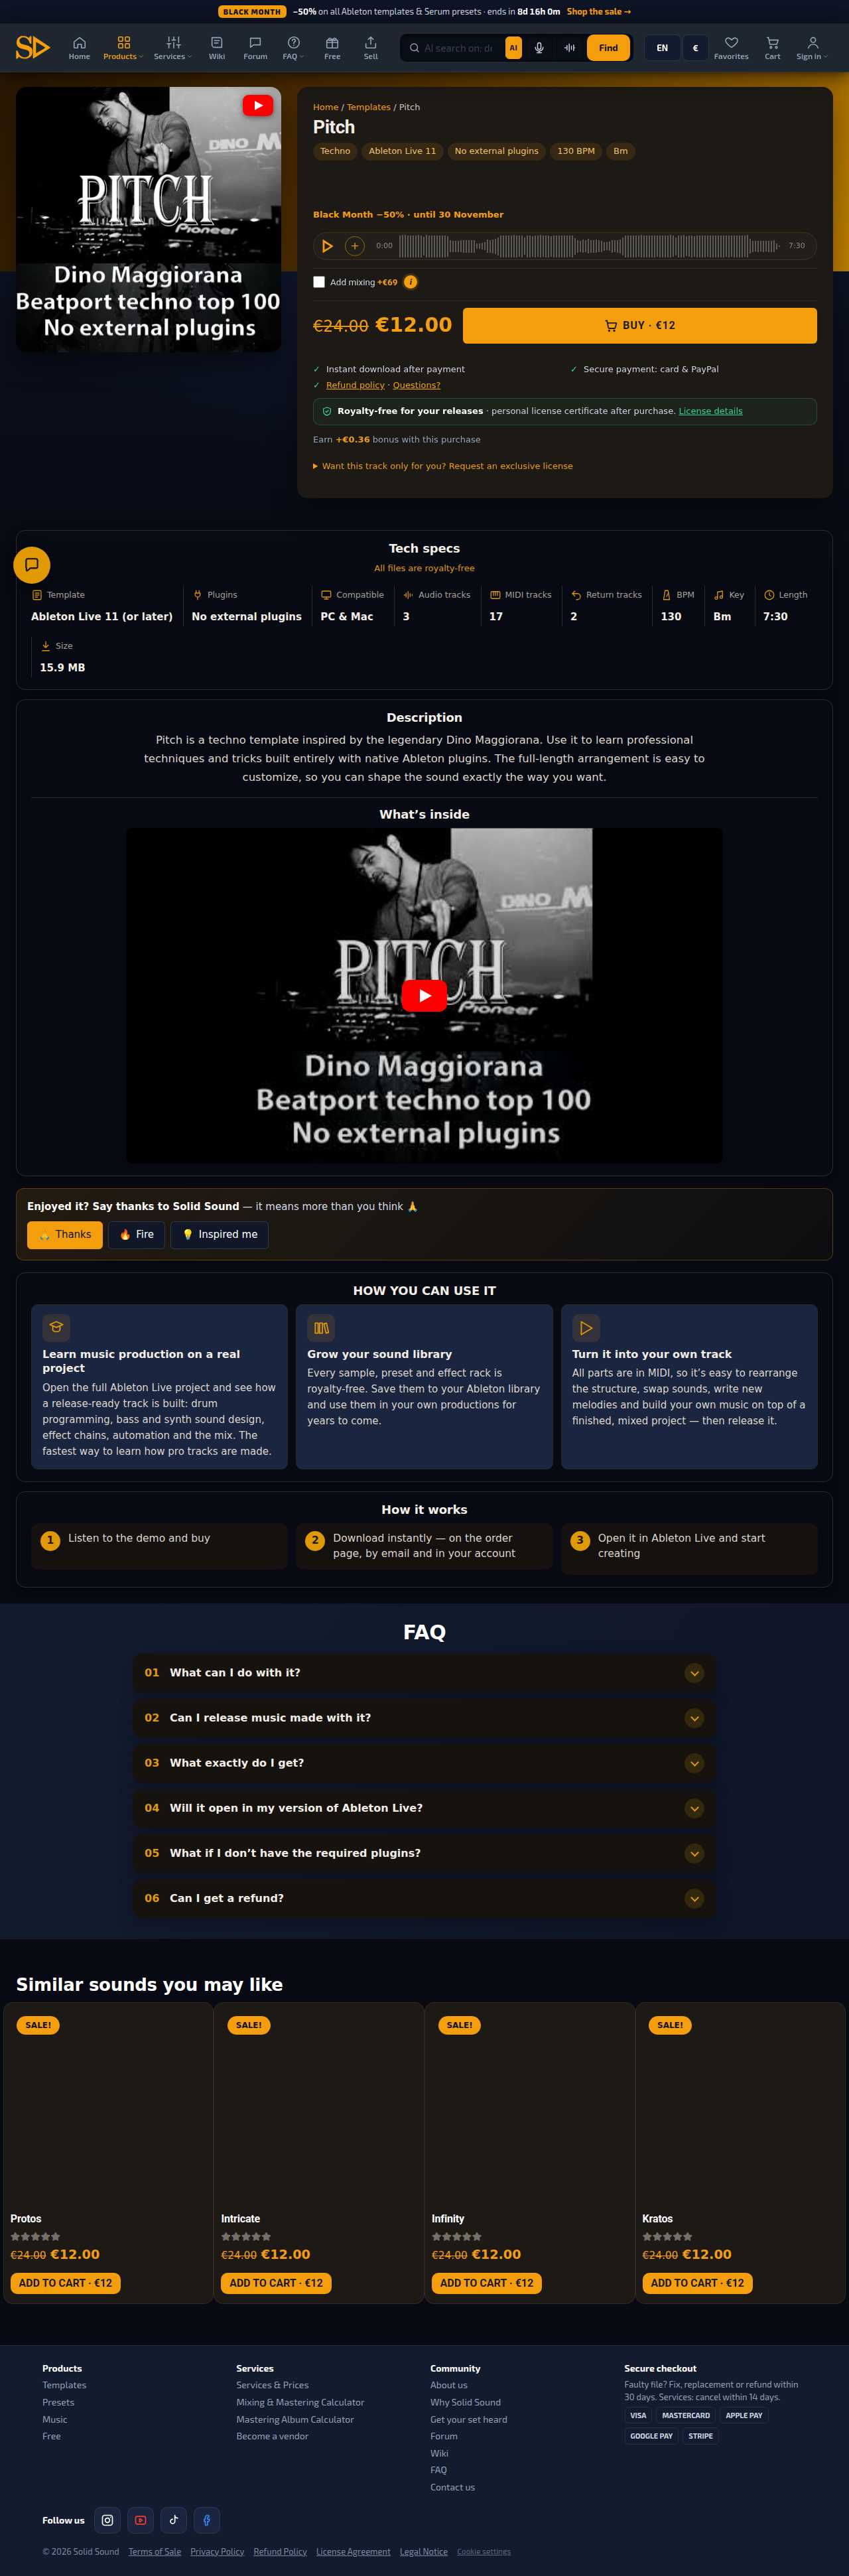 BLACK MONTH −50% on all Ableton templates & Serum presets · ends in 8d 16h 0m Shop the sale →
Home
Products
Services
Wiki
Forum
FAQ
Free
Sell
AI search on: de
AI
Find
EN
€
Favorites
Cart
Sign in
PITCH
Pioneer
Dino Maggiorana
Beatport techno top 100
No external plugins
Home / Templates / Pitch
Pitch
Techno
Ableton Live 11
No external plugins
130 BPM
Bm
Black Month −50% · until 30 November
0:00
7:30
Add mixing +€69 i
€24.00 €12.00
BUY · €12
✓ Instant download after payment
✓ Secure payment: card & PayPal
✓ Refund policy · Questions?
Royalty-free for your releases · personal license certificate after purchase. License details
Earn +€0.36 bonus with this purchase
Want this track only for you? Request an exclusive license
Tech specs
All files are royalty-free
Template
Ableton Live 11 (or later)
Plugins
No external plugins
Compatible
PC & Mac
Audio tracks
3
MIDI tracks
17
Return tracks
2
BPM
130
Key
Bm
Length
7:30
Size
15.9 MB
Description
Pitch is a techno template inspired by the legendary Dino Maggiorana. Use it to learn professional
techniques and tricks built entirely with native Ableton plugins. The full-length arrangement is easy to
customize, so you can shape the sound exactly the way you want.
What's inside
PITCH
Dino Maggiorana
Beatport techno top 100
No external plugins
Enjoyed it? Say thanks to Solid Sound — it means more than you think 🙏
🙏 Thanks
🔥 Fire
💡 Inspired me
HOW YOU CAN USE IT
Learn music production on a real
project
Open the full Ableton Live project and see how
a release-ready track is built: drum
programming, bass and synth sound design,
effect chains, automation and the mix. The
fastest way to learn how pro tracks are made.
Grow your sound library
Every sample, preset and effect rack is
royalty-free. Save them to your Ableton library
and use them in your own productions for
years to come.
Turn it into your own track
All parts are in MIDI, so it's easy to rearrange
the structure, swap sounds, write new
melodies and build your own music on top of a
finished, mixed project — then release it.
How it works
1 Listen to the demo and buy
2 Download instantly — on the order
page, by email and in your account
3 Open it in Ableton Live and start
creating
FAQ
01 What can I do with it?
02 Can I release music made with it?
03 What exactly do I get?
04 Will it open in my version of Ableton Live?
05 What if I don't have the required plugins?
06 Can I get a refund?
Similar sounds you may like
SALE!
Protos
€24.00 €12.00
ADD TO CART · €12
SALE!
Intricate
€24.00 €12.00
ADD TO CART · €12
SALE!
Infinity
€24.00 €12.00
ADD TO CART · €12
SALE!
Kratos
€24.00 €12.00
ADD TO CART · €12
Products
Templates
Presets
Music
Free
Services
Services & Prices
Mixing & Mastering Calculator
Mastering Album Calculator
Become a vendor
Community
About us
Why Solid Sound
Get your set heard
Forum
Wiki
FAQ
Contact us
Secure checkout
Faulty file? Fix, replacement or refund within
30 days. Services: cancel within 14 days.
VISA
MASTERCARD
APPLE PAY
GOOGLE PAY
STRIPE
Follow us
© 2026 Solid Sound Terms of Sale Privacy Policy Refund Policy License Agreement Legal Notice Cookie settings